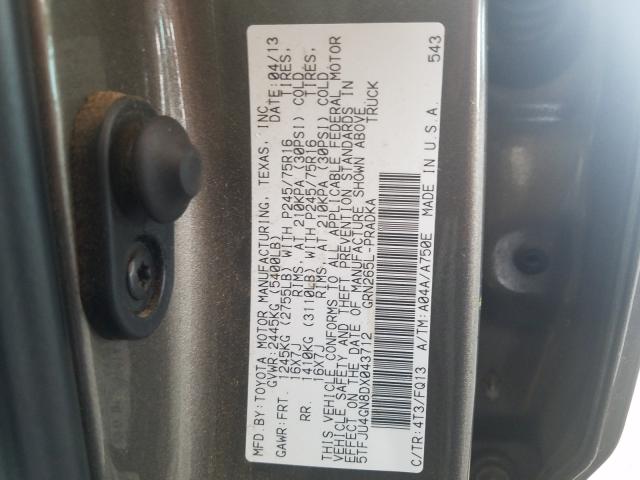 MFD.BY:TOYOTA MOTOR MANUFACTURING, TEXAS, INC. DATE:04/13
GVWR:2445KG (5400LB)
GAWR:FRT. 1245KG (2755LB) WITH P245/75R16 TIRES,
16X7J RIMS, AT 210KPA (30PSI) COLD
RR. 1410KG (3110LB) WITH P245/75R16 TIRES,
16X7J RIMS, AT 210KPA (30PSI) COLD
THIS VEHICLE CONFORMS TO ALL APPLICABLE FEDERAL MOTOR
VEHICLE SAFETY AND THEFT PREVENTION STANDARDS IN
EFFECT ON THE DATE OF MANUFACTURE SHOWN ABOVE.
5TFJU4GN8DX043712 GRN265L-PRADKA TRUCK
C/TR:4T3/FQ13 A/TM:A04A/A750E MADE IN U.S.A. 543